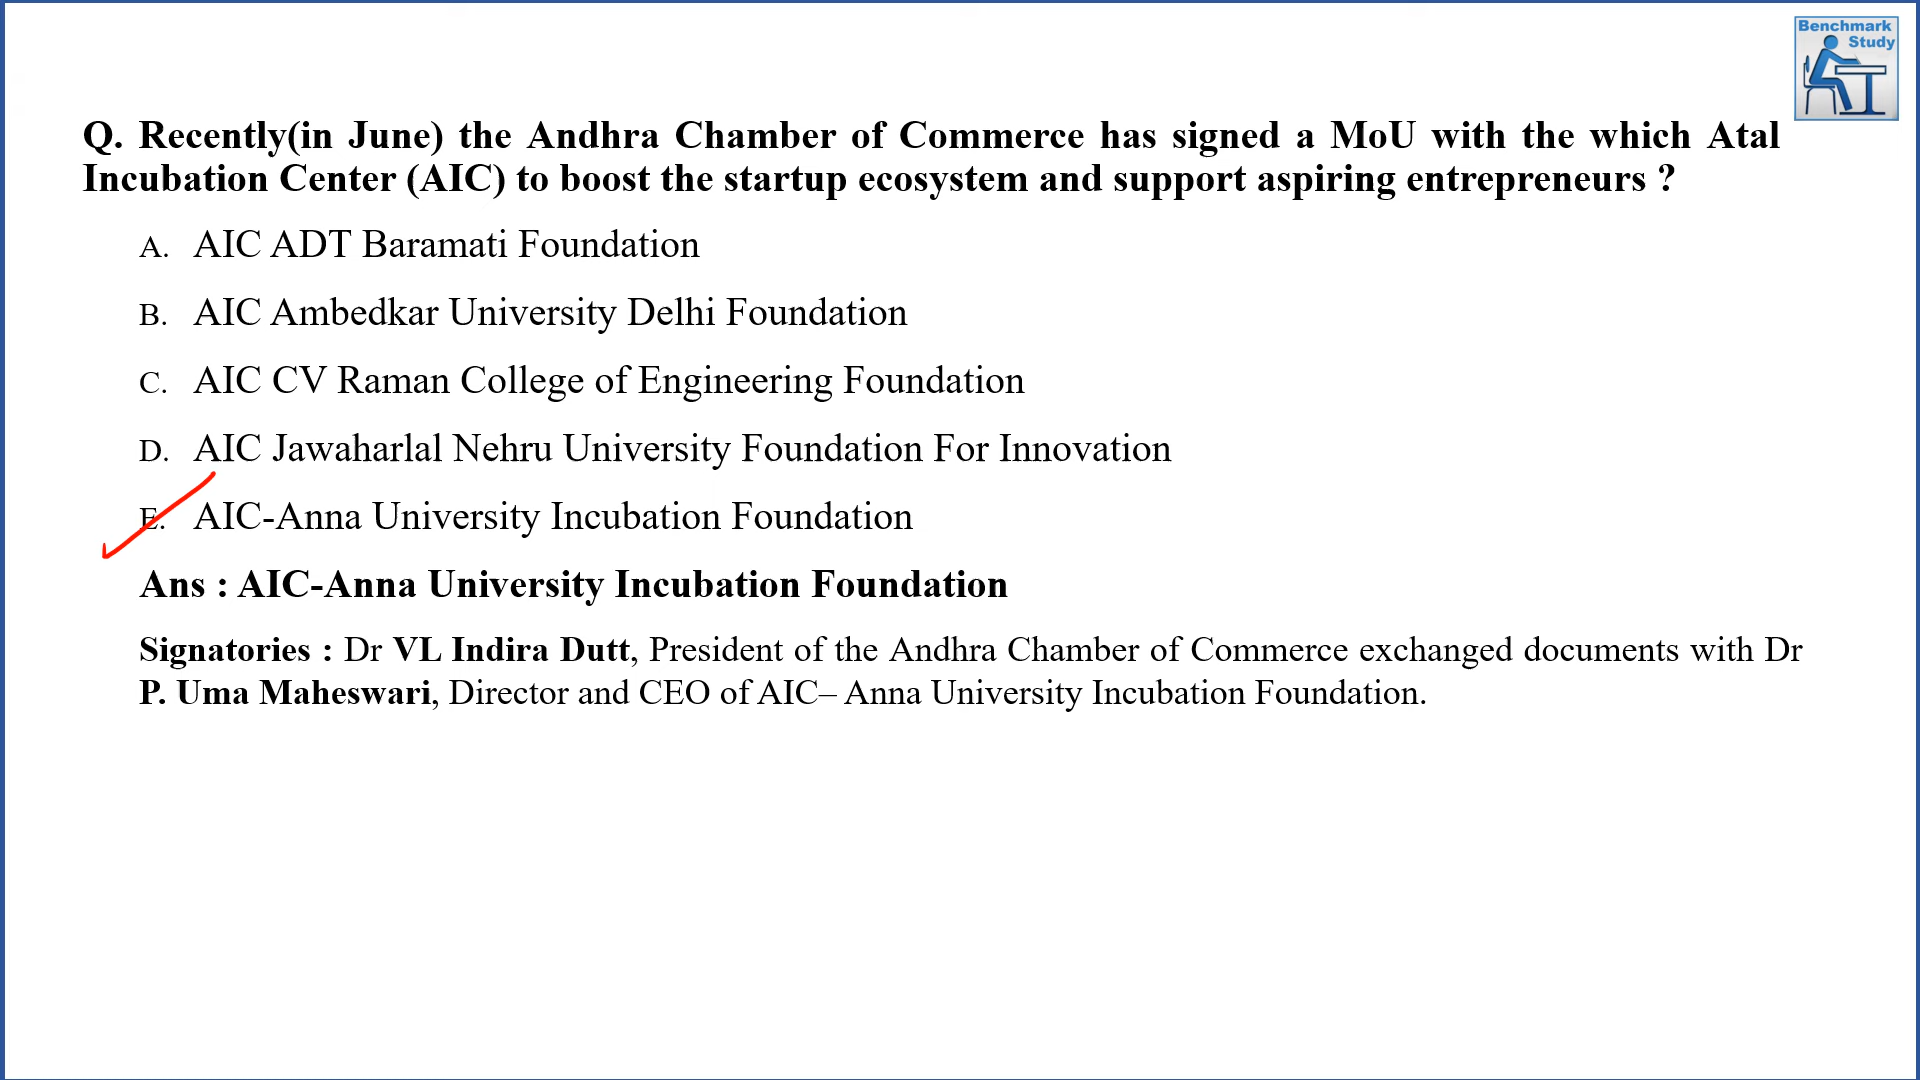 Benchmark
Study
Q. Recently(in June) the Andhra Chamber of Commerce has signed a MoU with the which Atal
Incubation Center (AIC) to boost the startup ecosystem and support aspiring entrepreneurs ?
A. AIC ADT Baramati Foundation
B. AIC Ambedkar University Delhi Foundation
C. AIC CV Raman College of Engineering Foundation
D. AIC Jawaharlal Nehru University Foundation For Innovation
E. AIC-Anna University Incubation Foundation
Ans : AIC-Anna University Incubation Foundation
Signatories : Dr VL Indira Dutt, President of the Andhra Chamber of Commerce exchanged documents with Dr
P. Uma Maheswari, Director and CEO of AIC– Anna University Incubation Foundation.